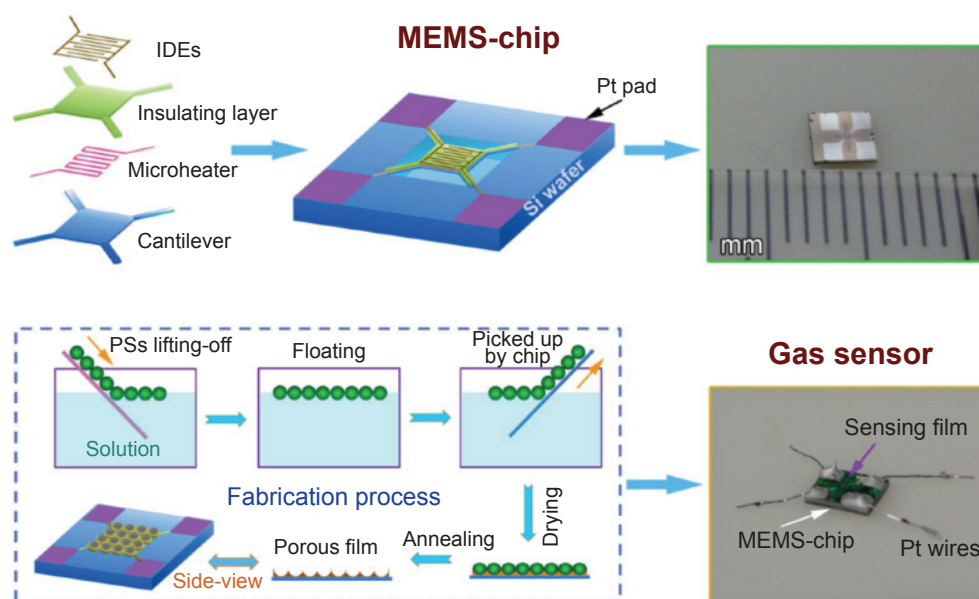 MEMS-chip
IDEs
Insulating layer
Microheater
Cantilever
Pt pad
Si wafer
mm
PSs lifting-off
Floating
Picked up
by chip
Solution
Fabrication process
Drying
Annealing
Porous film
Side-view
Gas sensor
Sensing film
MEMS-chip
Pt wires